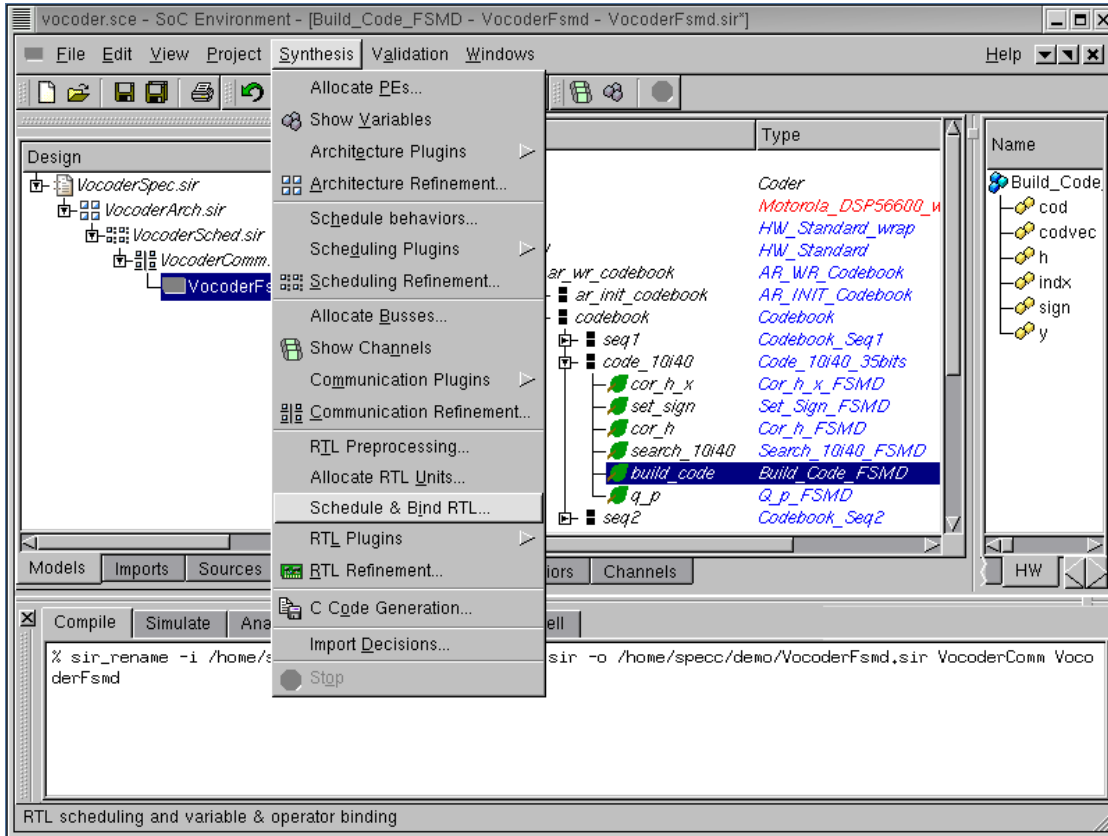 vocoder.sce - SoC Environment - [Build_Code_FSMD - VocoderFsmd - VocoderFsmd.sir*]
File Edit View Project Synthesis Validation Windows Help
Allocate PEs...
Show Variables
Architecture Plugins
Architecture Refinement...
Schedule behaviors...
Scheduling Plugins
Scheduling Refinement...
Allocate Busses...
Show Channels
Communication Plugins
Communication Refinement...
RTL Preprocessing...
Allocate RTL Units...
Schedule & Bind RTL...
RTL Plugins
RTL Refinement...
C Code Generation...
Import Decisions...
Stop
Design
VocoderSpec.sir
VocoderArch.sir
VocoderSched.sir
VocoderComm.
VocoderFs
Models Imports Sources
Type
Coder
Motorola_DSP56600_w
HW_Standard_wrap
HW_Standard
ar_wr_codebook AR_WR_Codebook
ar_init_codebook AR_INIT_Codebook
codebook Codebook
seq1 Codebook_Seq1
code_10i40 Code_10i40_35bits
cor_h_x Cor_h_x_FSMD
set_sign Set_Sign_FSMD
cor_h Cor_h_FSMD
search_10i40 Search_10i40_FSMD
build_code Build_Code_FSMD
q_p Q_p_FSMD
seq2 Codebook_Seq2
iors Channels
Name
Build_Code_
cod
codvec
h
indx
sign
y
HW
Compile Simulate Ana ell
% sir_rename -i /home/s sir -o /home/specc/demo/VocoderFsmd.sir VocoderComm Voco
derFsmd
RTL scheduling and variable & operator binding